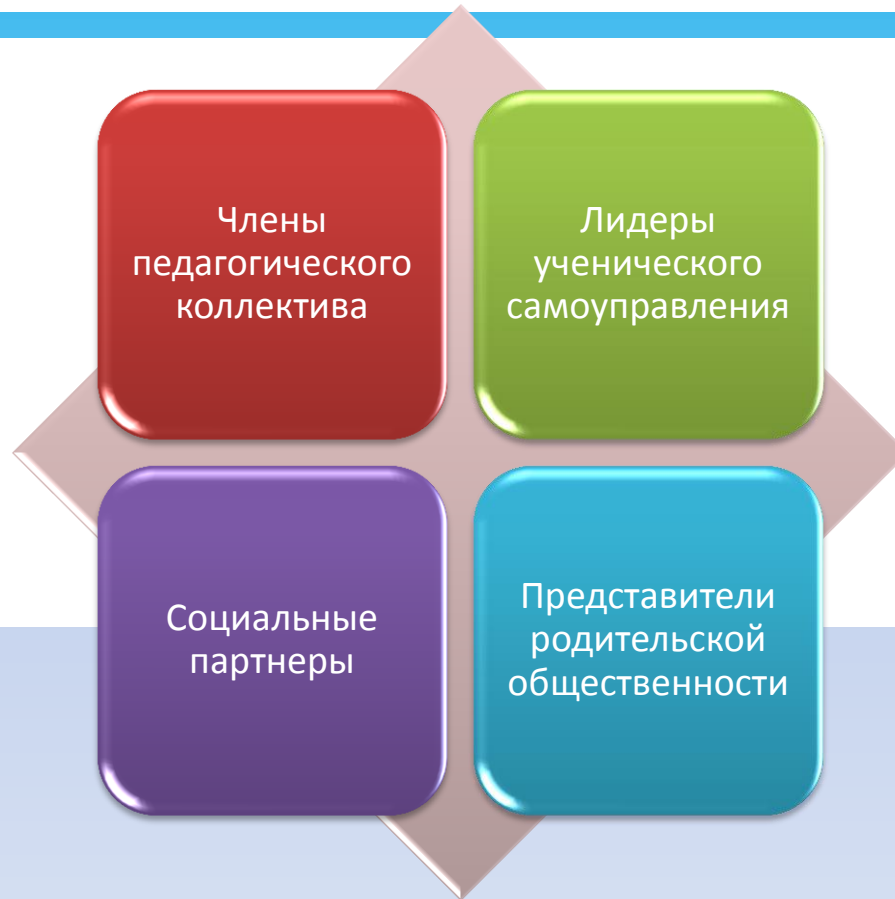 Члены
педагогического
коллектива
Лидеры
ученического
самоуправления
Социальные
партнеры
Представители
родительской
общественности